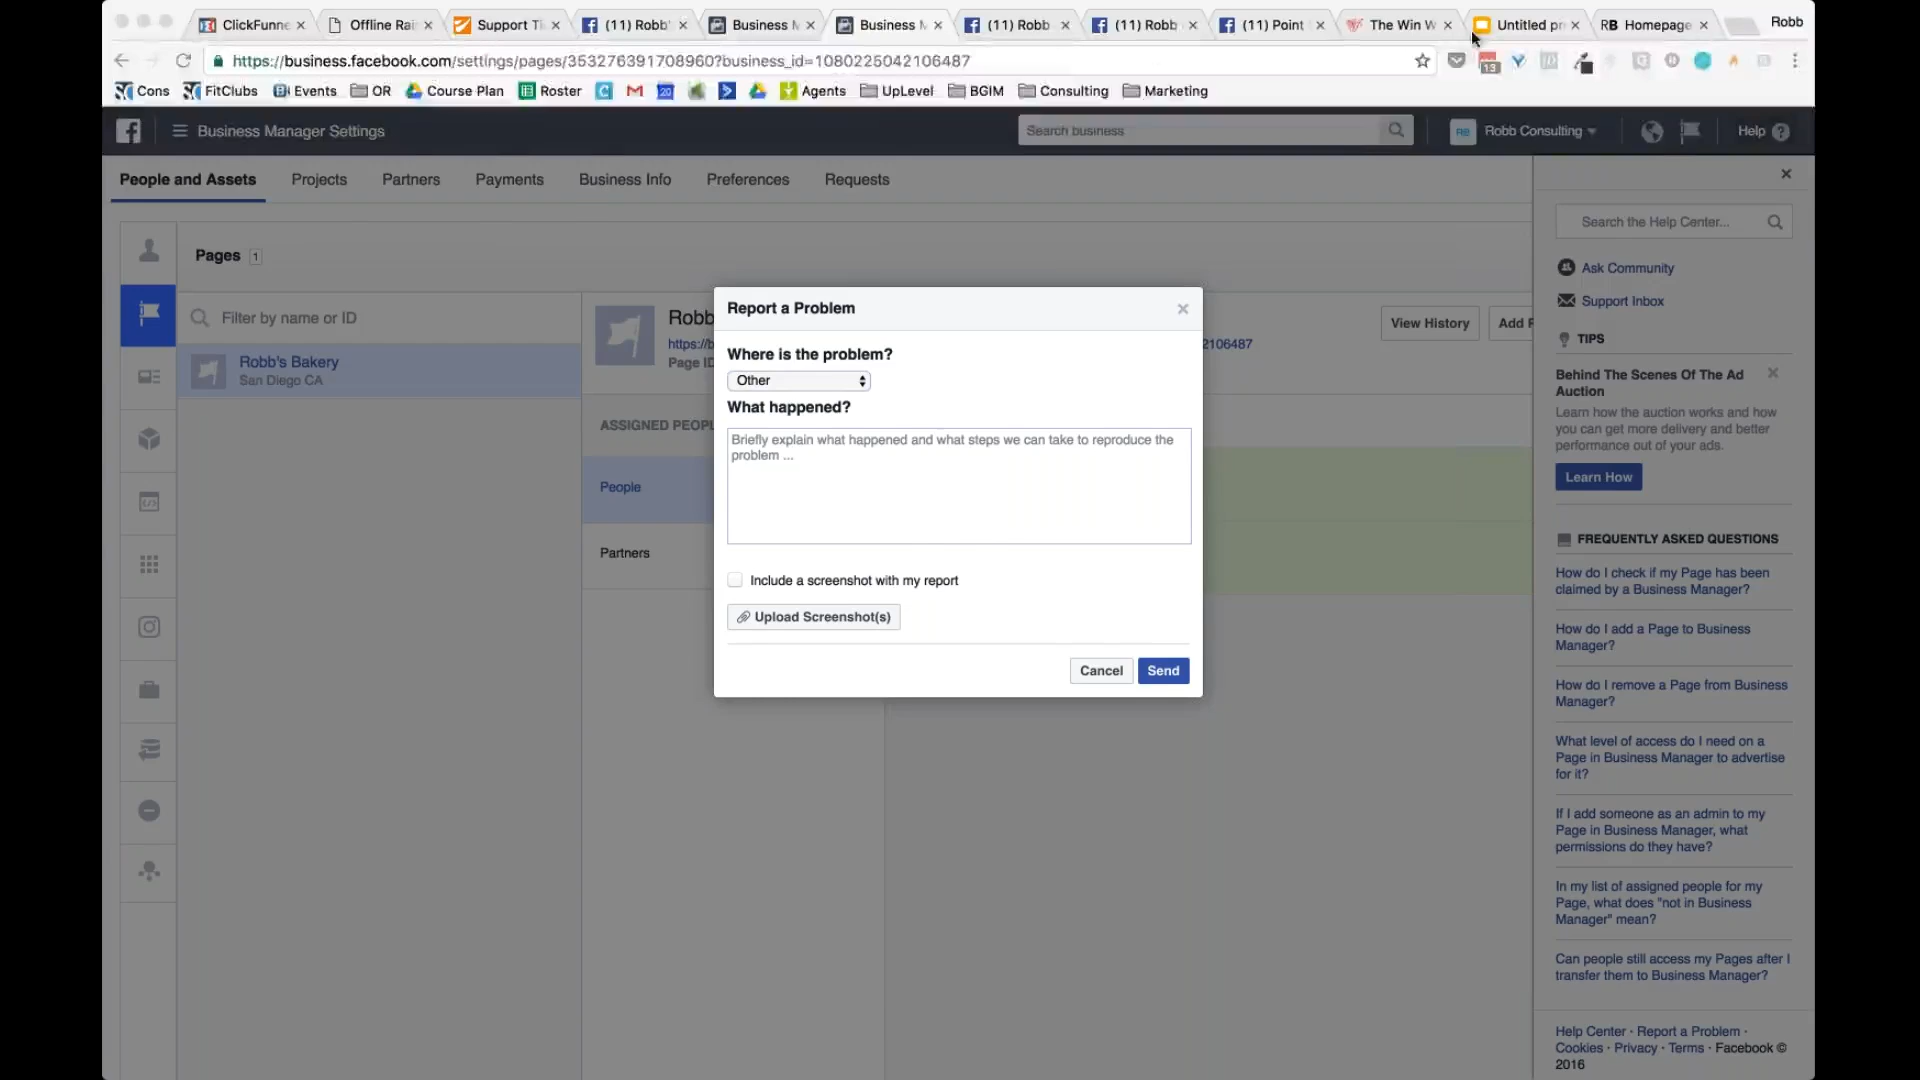 ClickFunne
Offline Rai
Support Ti
(11) Robb'
Business M
Business M
(11) Robb
(11) Robb
(11) Point
The Win W
Untitled pr
RB Homepage
Robb
https://business.facebook.com/settings/pages/353276391708960?business_id=1080225042106487
13
Cons
FitClubs
Events
OR
Course Plan
Roster
20
Agents
UpLevel
BGIM
Consulting
Marketing
Business Manager Settings
Search business
RB
Robb Consulting
Help ?
People and Assets
Projects
Partners
Payments
Business Info
Preferences
Requests
Pages 1
Filter by name or ID
Robb's Bakery
San Diego CA
Robb
https://b
2106487
Page ID
View History
Add P
ASSIGNED PEOPL
People
Partners
Report a Problem
Where is the problem?
Other
What happened?
Briefly explain what happened and what steps we can take to reproduce the
problem ...
Include a screenshot with my report
Upload Screenshot(s)
Cancel
Send
Search the Help Center...
Ask Community
Support Inbox
TIPS
Behind The Scenes Of The Ad
Auction
Learn how the auction works and how
you can get more delivery and better
performance out of your ads.
Learn How
FREQUENTLY ASKED QUESTIONS
How do I check if my Page has been
claimed by a Business Manager?
How do I add a Page to Business
Manager?
How do I remove a Page from Business
Manager?
What level of access do I need on a
Page in Business Manager to advertise
for it?
If I add someone as an admin to my
Page in Business Manager, what
permissions do they have?
In my list of assigned people for my
Page, what does "not in Business
Manager" mean?
Can people still access my Pages after I
transfer them to Business Manager?
Help Center · Report a Problem ·
Cookies · Privacy · Terms · Facebook ©
2016